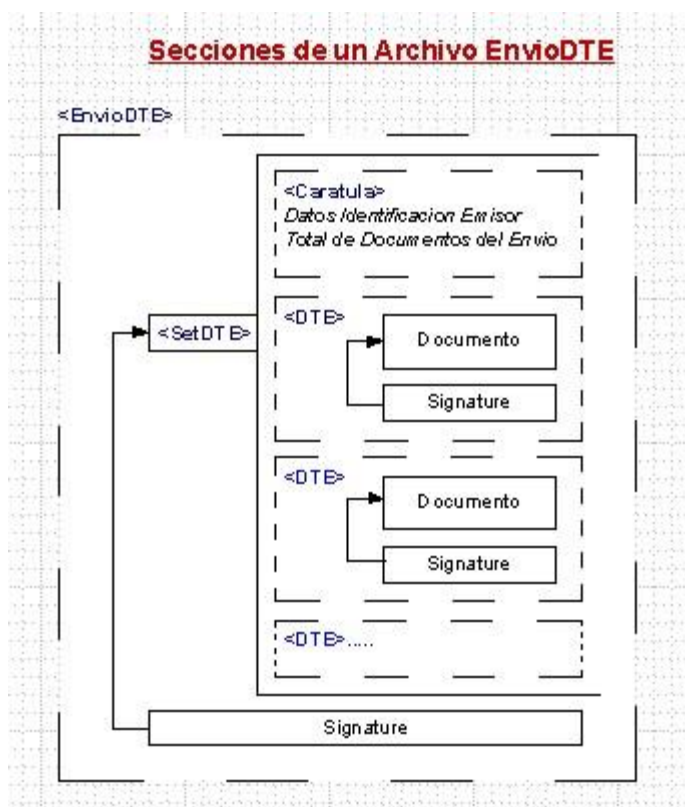 Secciones de un Archivo EnvioDTE
<EnvioDTE>
<Caratula>
Datos Identificacion Emisor
Total de Documentos del Envio
<SetDTE>
<DTE>
Documento
Signature
<DTE>
Documento
Signature
<DTE>.....
Signature